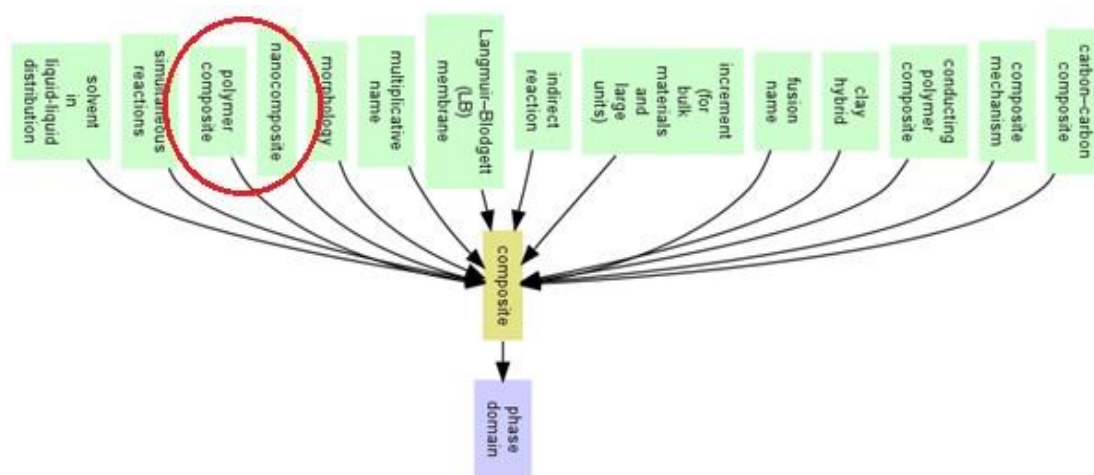 solvent
in
liquid-liquid
distribution
simultaneous
reactions
polymer
composite
nanocomposite
morphology
multiplicative
name
Langmuir–Blodgett
(LB)
membrane
indirect
reaction
increment
(for
bulk
materials
and
large
units)
fusion
name
clay
hybrid
conducting
polymer
composite
composite
mechanism
carbon–carbon
composite
composite
phase
domain